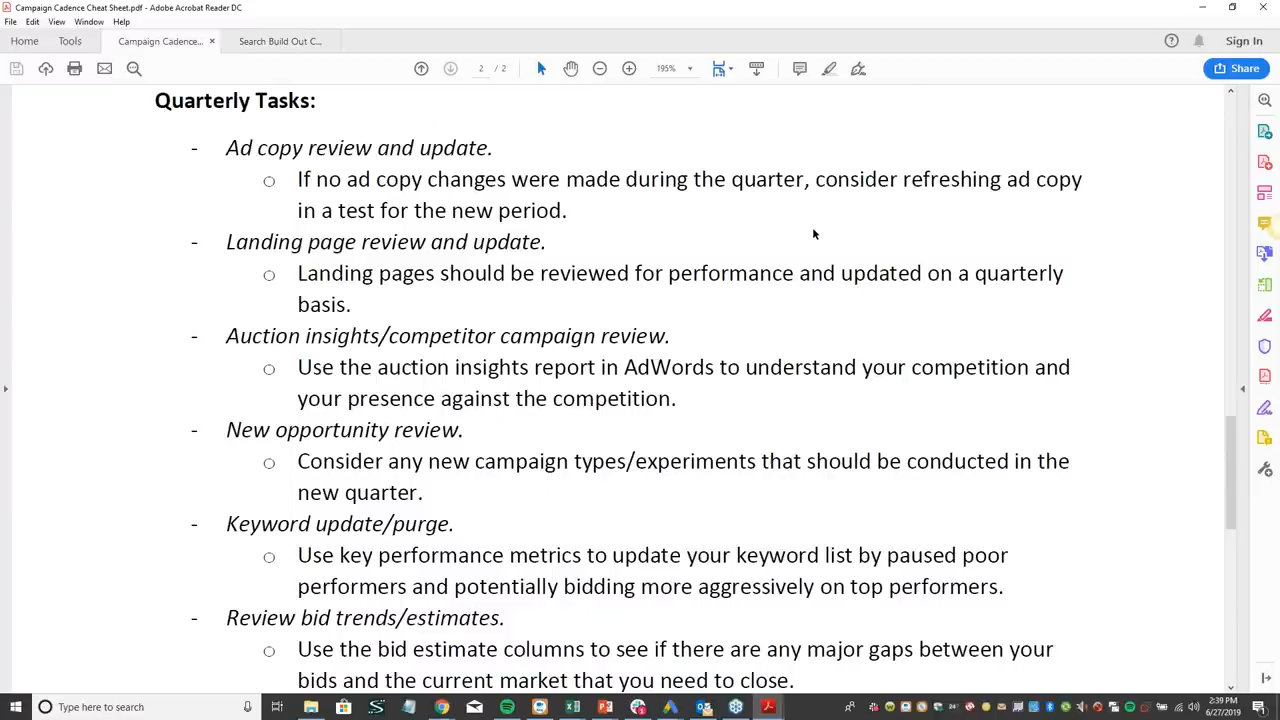 Campaign Cadence Cheat Sheet.pdf - Adobe Acrobat Reader DC
File Edit View Window Help
Home Tools Campaign Cadence... × Search Build Out C... Sign In
2 / 2 195% Share
Quarterly Tasks:
- Ad copy review and update.
○ If no ad copy changes were made during the quarter, consider refreshing ad copy
in a test for the new period.
- Landing page review and update.
○ Landing pages should be reviewed for performance and updated on a quarterly
basis.
- Auction insights/competitor campaign review.
○ Use the auction insights report in AdWords to understand your competition and
your presence against the competition.
- New opportunity review.
○ Consider any new campaign types/experiments that should be conducted in the
new quarter.
- Keyword update/purge.
○ Use key performance metrics to update your keyword list by paused poor
performers and potentially bidding more aggressively on top performers.
- Review bid trends/estimates.
○ Use the bid estimate columns to see if there are any major gaps between your
bids and the current market that you need to close.
Type here to search
2:39 PM
6/27/2019